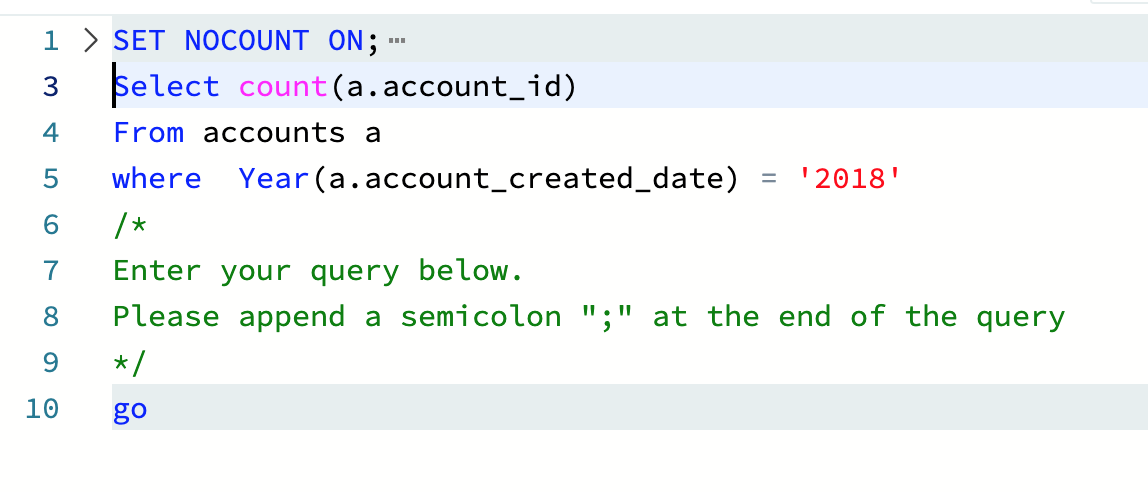 1 > SET NOCOUNT ON;⋯
3 Select count(a.account_id)
4 From accounts a
5 where  Year(a.account_created_date) = '2018'
6 /*
7 Enter your query below.
8 Please append a semicolon ";" at the end of the query
9 */
10 go